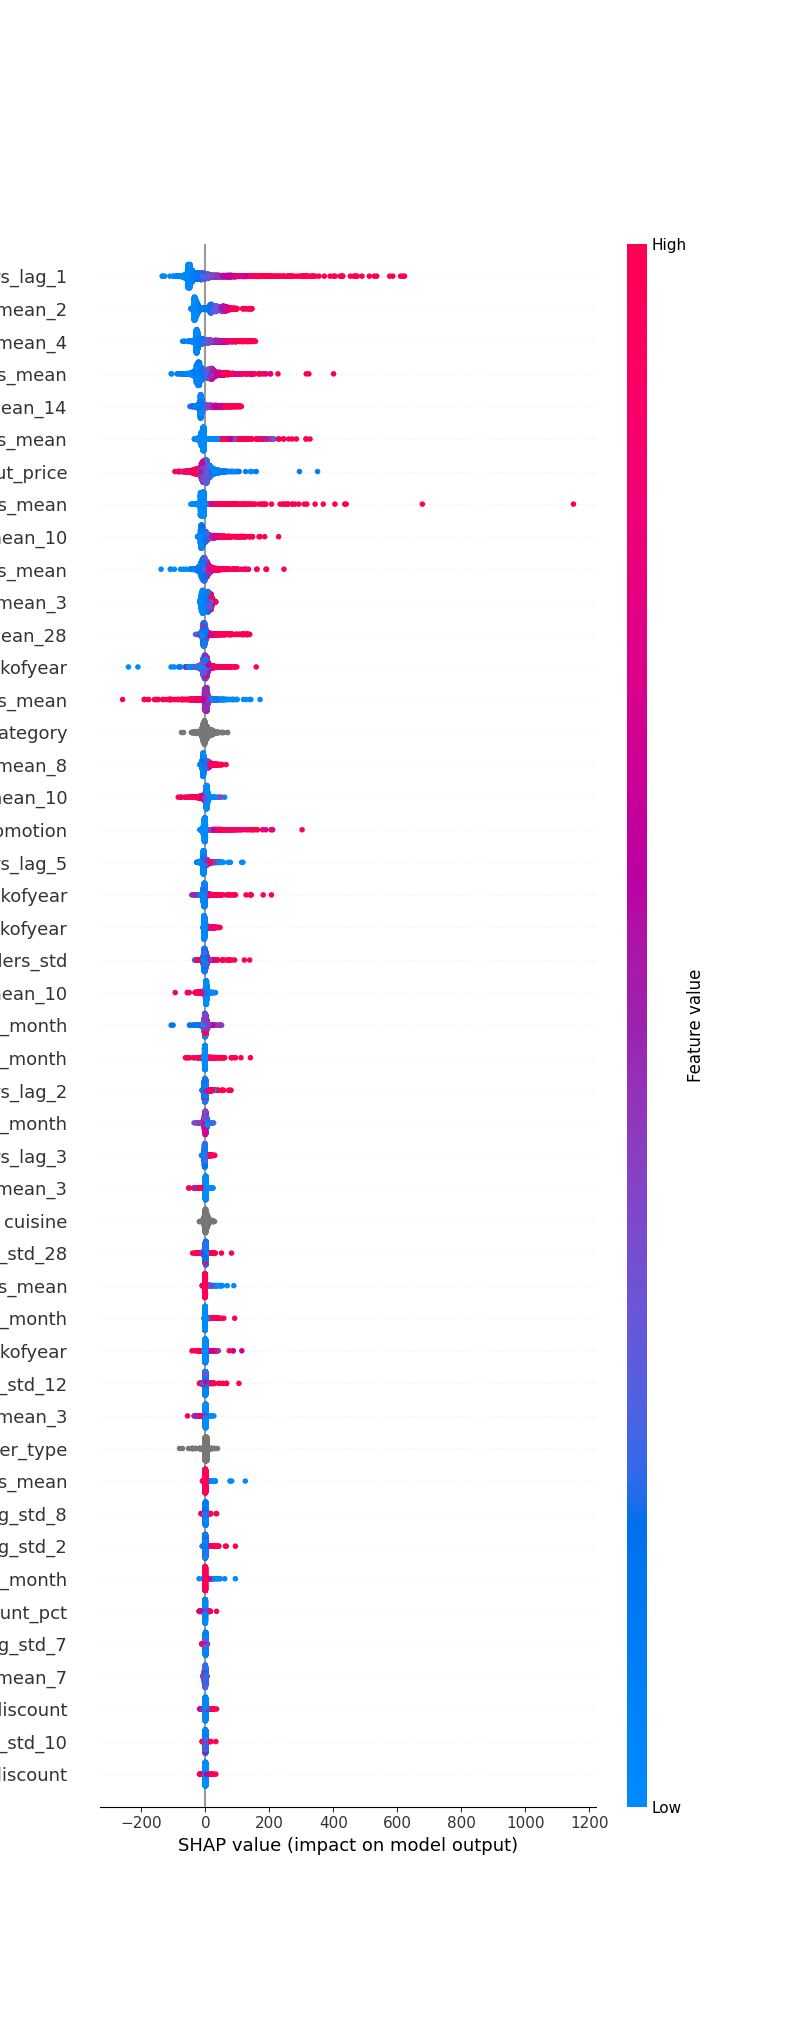 High
s_lag_1
mean_2
mean_4
s_mean
ean_14
s_mean
ut_price
s_mean
ean_10
s_mean
mean_3
ean_28
kofyear
s_mean
ategory
mean_8
ean_10
omotion
s_lag_5
kofyear
kofyear
ders_std
ean_10
_month
_month
s_lag_2
_month
s_lag_3
mean_3
cuisine
_std_28
s_mean
_month
kofyear
_std_12
mean_3
er_type
s_mean
g_std_8
g_std_2
_month
unt_pct
g_std_7
mean_7
discount
_std_10
discount
Feature value
Low
−200 0 200 400 600 800 1000 1200
SHAP value (impact on model output)